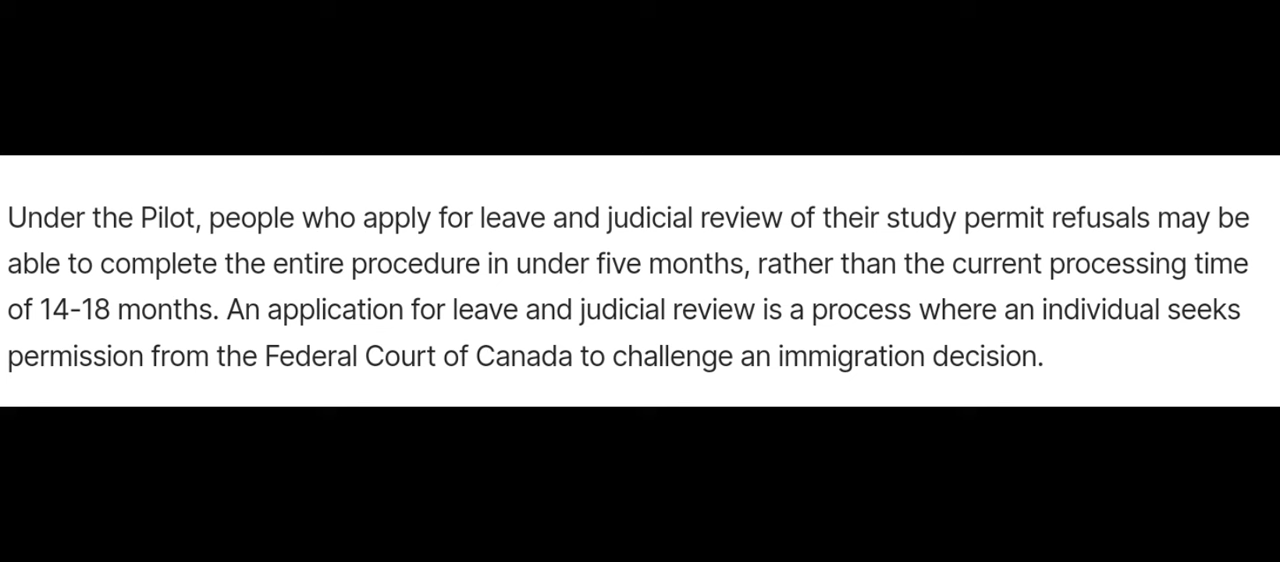 Under the Pilot, people who apply for leave and judicial review of their study permit refusals may be
able to complete the entire procedure in under five months, rather than the current processing time
of 14-18 months. An application for leave and judicial review is a process where an individual seeks
permission from the Federal Court of Canada to challenge an immigration decision.